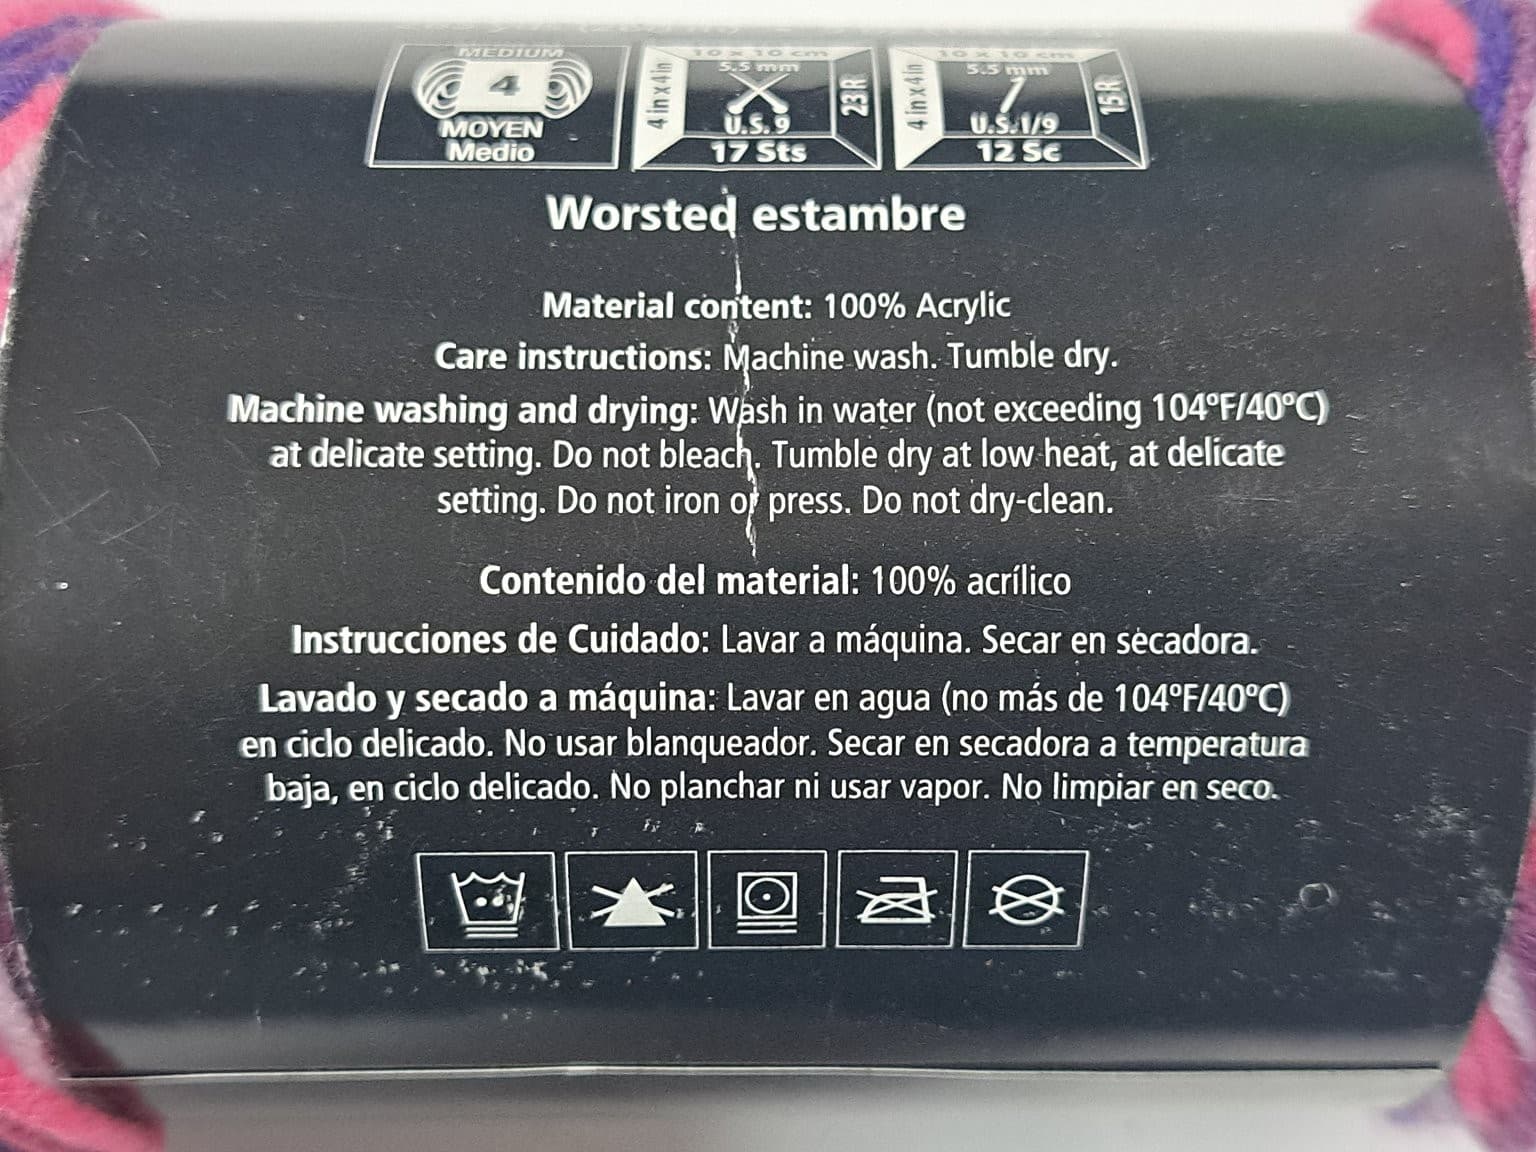 MEDIUM
4
MOYEN
Medio
10 x 10 cm
4 in x 4 in
5.5 mm
23 R
U.S. 9
17 Sts
10 x 10 cm
4 in x 4 in
5.5 mm
15 R
U.S. I/9
12 Sc
Worsted estambre
Material content: 100% Acrylic
Care instructions: Machine wash. Tumble dry.
Machine washing and drying: Wash in water (not exceeding 104ºF/40ºC)
at delicate setting. Do not bleach. Tumble dry at low heat, at delicate
setting. Do not iron or press. Do not dry-clean.
Contenido del material: 100% acrílico
Instrucciones de Cuidado: Lavar a máquina. Secar en secadora.
Lavado y secado a máquina: Lavar en agua (no más de 104ºF/40ºC)
en ciclo delicado. No usar blanqueador. Secar en secadora a temperatura
baja, en ciclo delicado. No planchar ni usar vapor. No limpiar en seco.